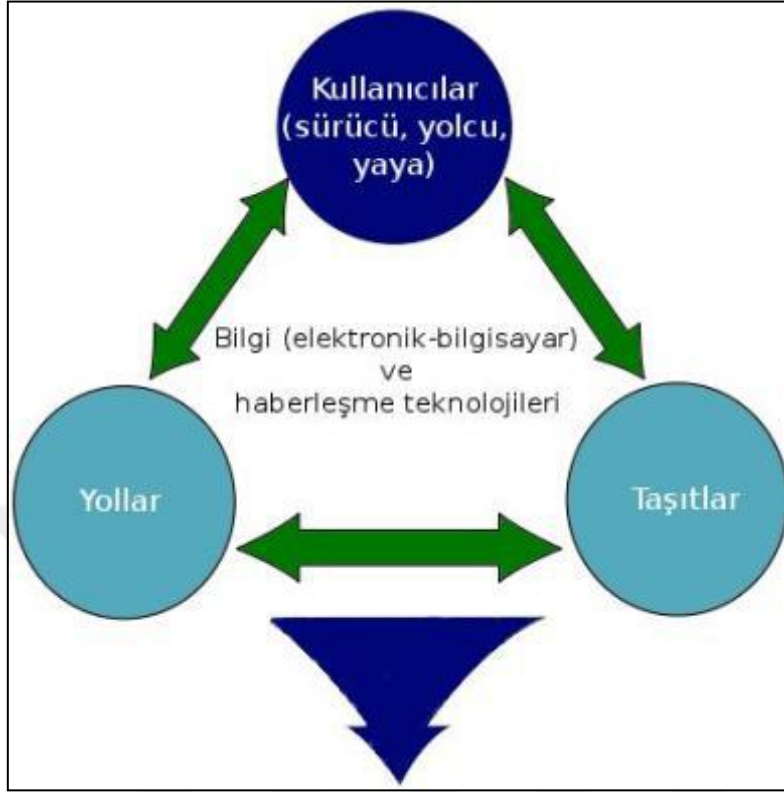 Kullanıcılar
(sürücü, yolcu,
yaya)
Bilgi (elektronik-bilgisayar)
ve
haberleşme teknolojileri
Yollar
Taşıtlar